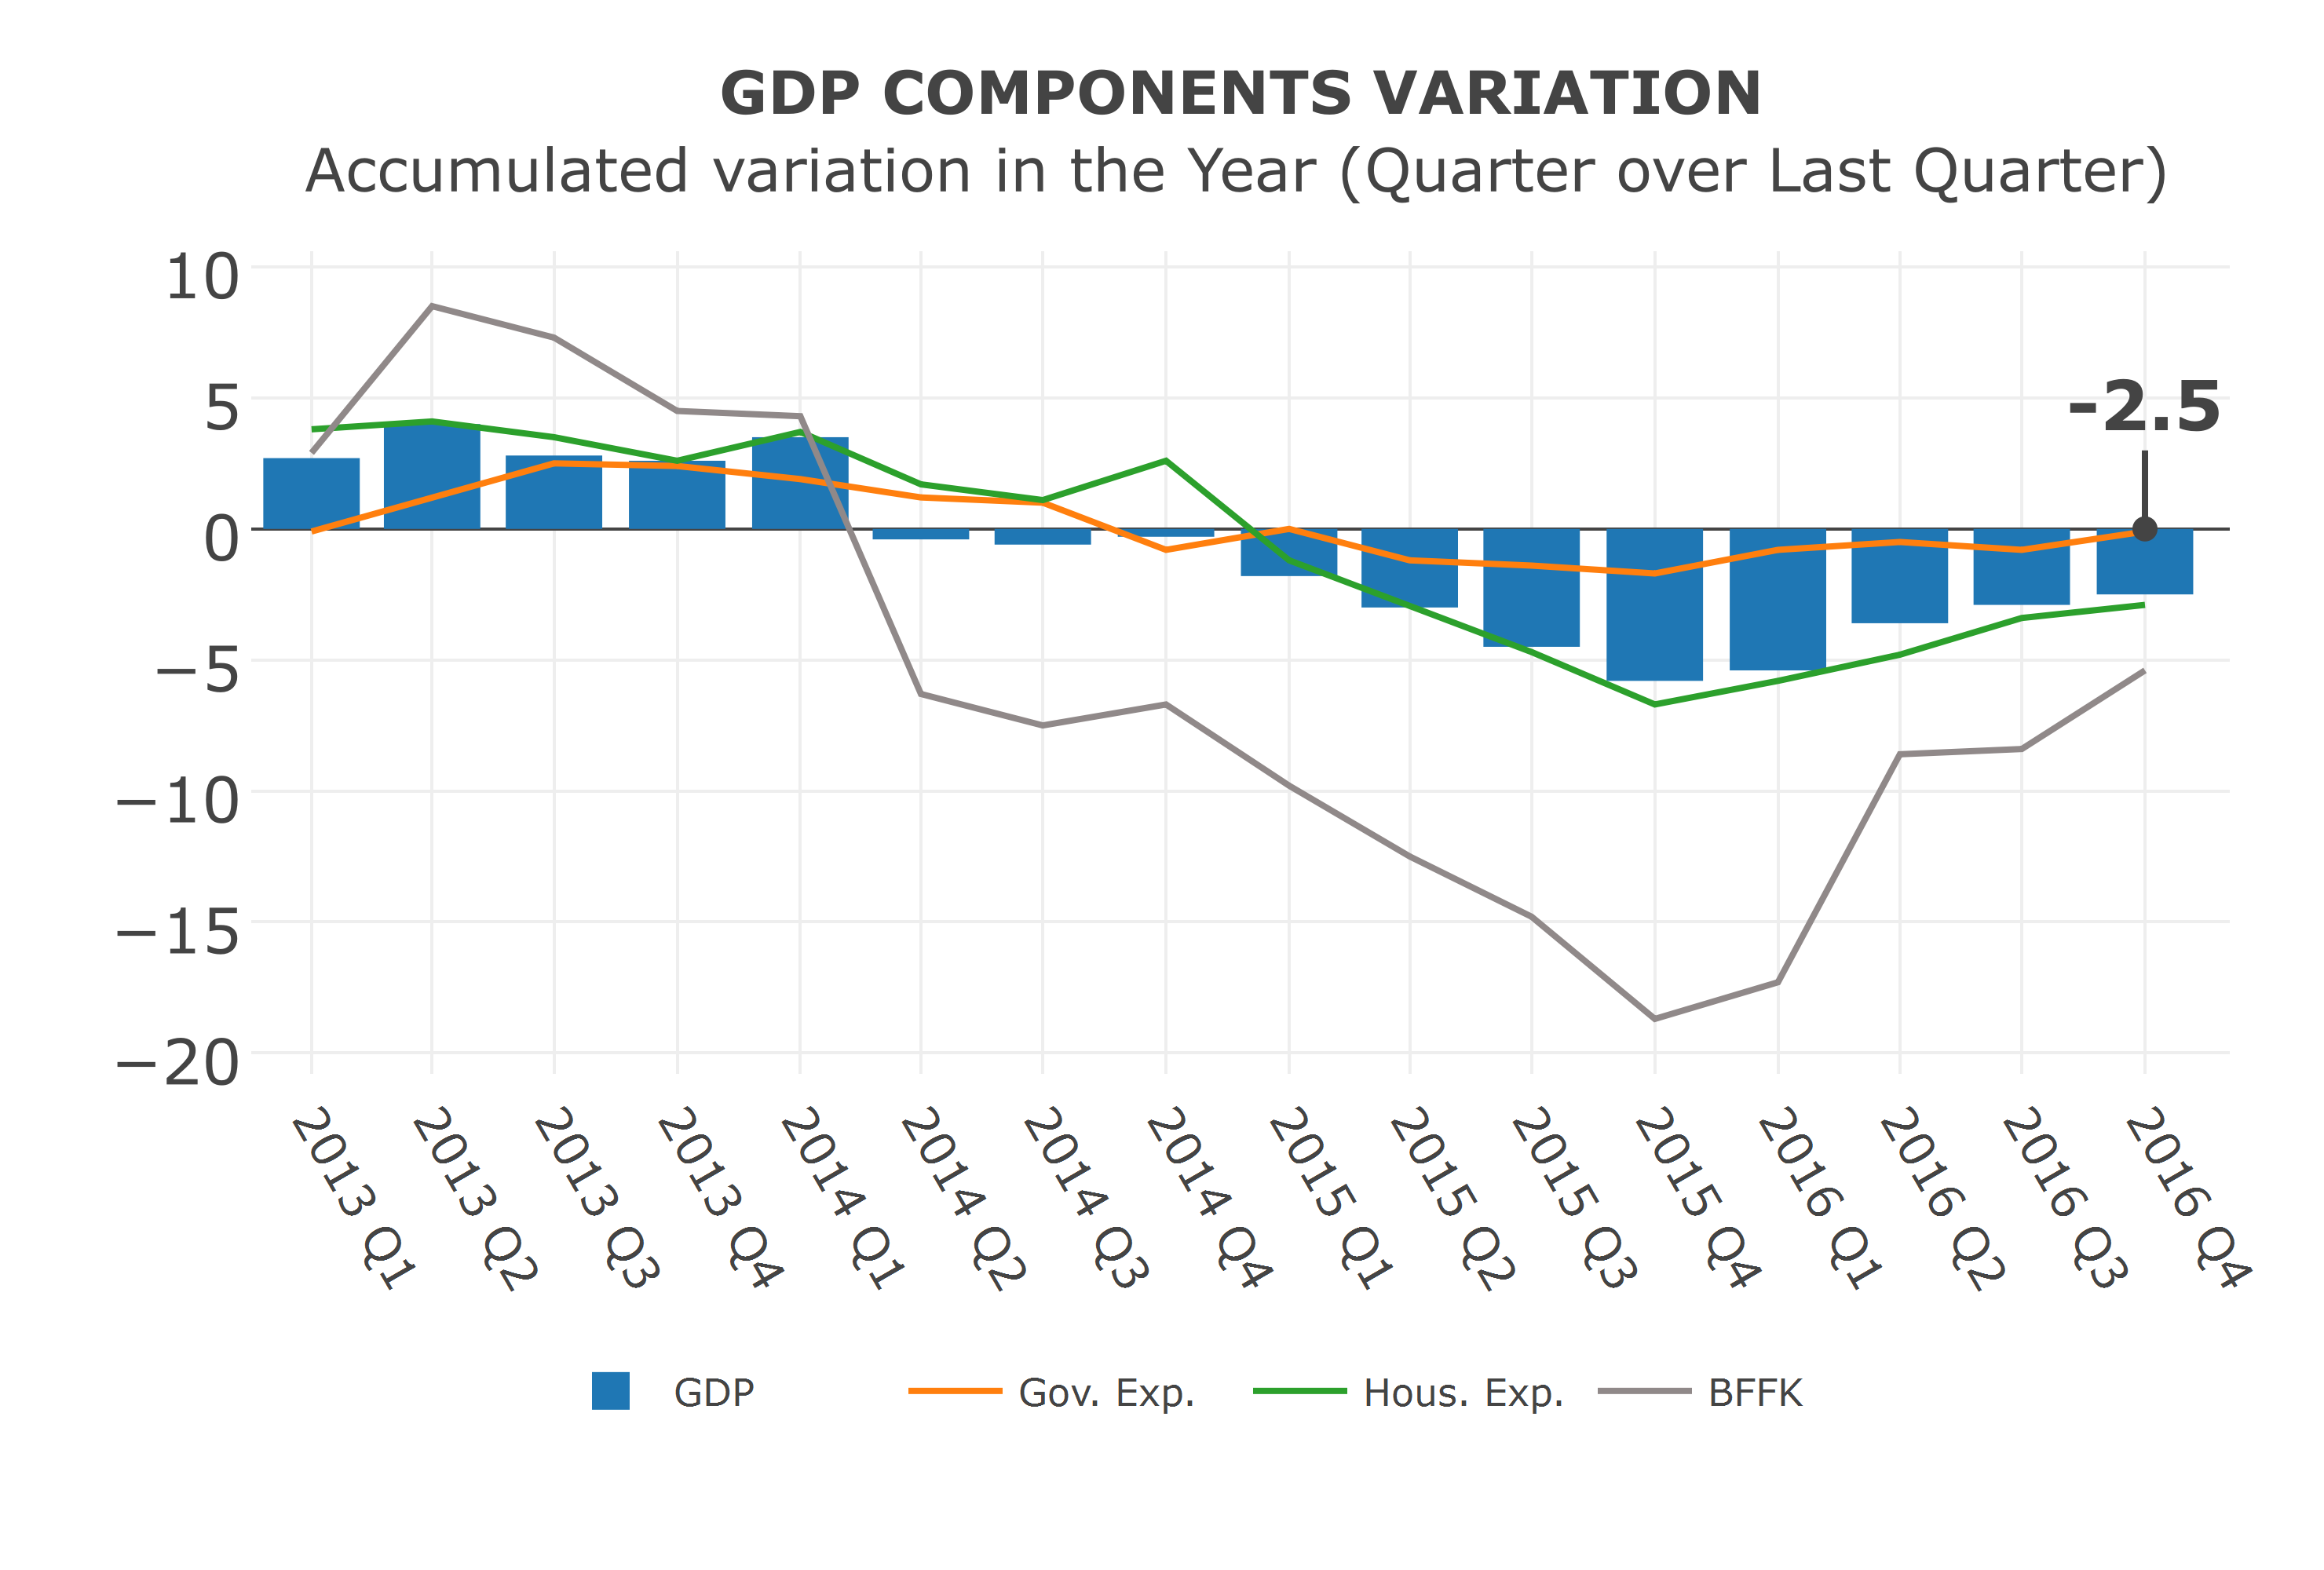 GDP COMPONENTS VARIATION
Accumulated variation in the Year (Quarter over Last Quarter)
10
5
0
−5
−10
−15
−20
-2.5
2013 Q1
2013 Q2
2013 Q3
2013 Q4
2014 Q1
2014 Q2
2014 Q3
2014 Q4
2015 Q1
2015 Q2
2015 Q3
2015 Q4
2016 Q1
2016 Q2
2016 Q3
2016 Q4
GDP
Gov. Exp.
Hous. Exp.
BFFK